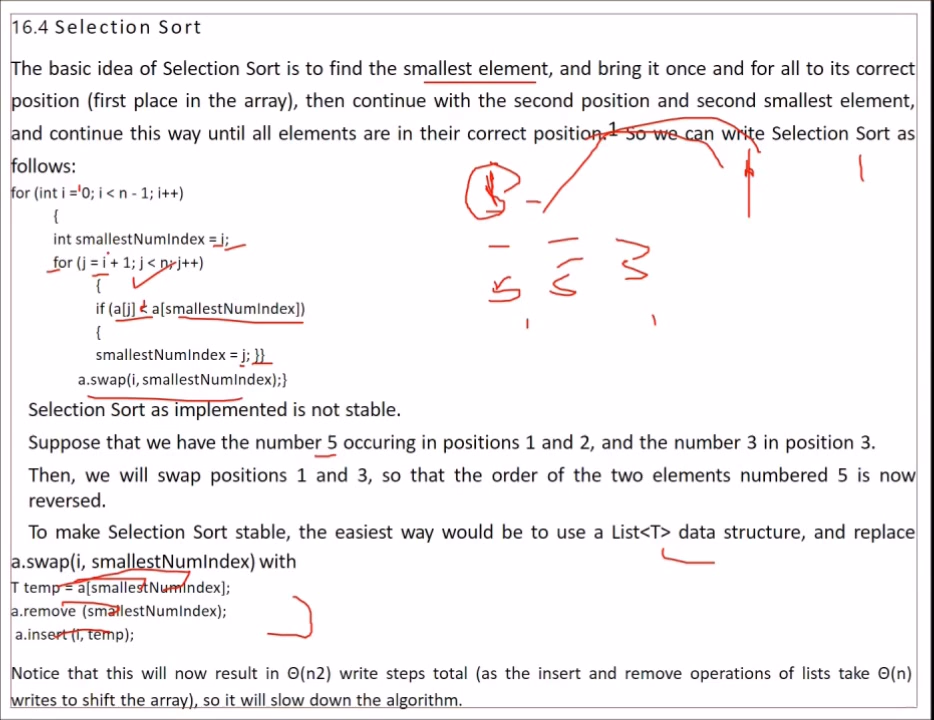 16.4 Selection Sort
The basic idea of Selection Sort is to find the smallest element, and bring it once and for all to its correct
position (first place in the array), then continue with the second position and second smallest element,
and continue this way until all elements are in their correct position.¹ So we can write Selection Sort as
follows:
for (int i = 0; i < n - 1; i++)
{
int smallestNumIndex = j;
for (j = i + 1; j < n; j++)
{
if (a[j] < a[smallestNumIndex])
{
smallestNumIndex = j; }}
a.swap(i, smallestNumIndex);}
5 5 3
Selection Sort as implemented is not stable.
Suppose that we have the number 5 occuring in positions 1 and 2, and the number 3 in position 3.
Then, we will swap positions 1 and 3, so that the order of the two elements numbered 5 is now
reversed.
To make Selection Sort stable, the easiest way would be to use a List<T> data structure, and replace
a.swap(i, smallestNumIndex) with
T temp = a[smallestNumIndex];
a.remove (smallestNumIndex);
a.insert (i, temp);
Notice that this will now result in Θ(n2) write steps total (as the insert and remove operations of lists take Θ(n)
writes to shift the array), so it will slow down the algorithm.